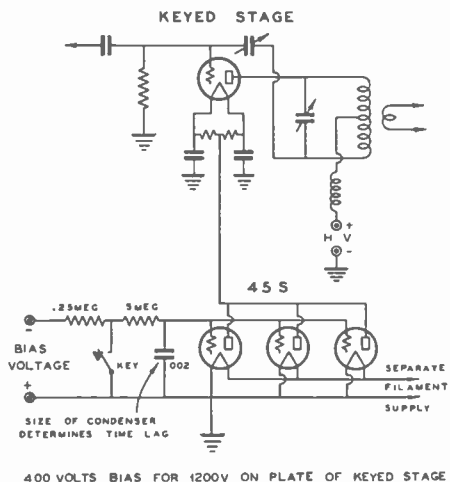 KEYED STAGE
+
H V
-
45S
.25MEG
5MEG
-
BIAS
VOLTAGE
+
KEY
002
SEPARATE
FILAMENT
SUPPLY
SIZE OF CONDENSER
DETERMINES TIME LAG
400 VOLTS BIAS FOR 1200V ON PLATE OF KEYED STAGE